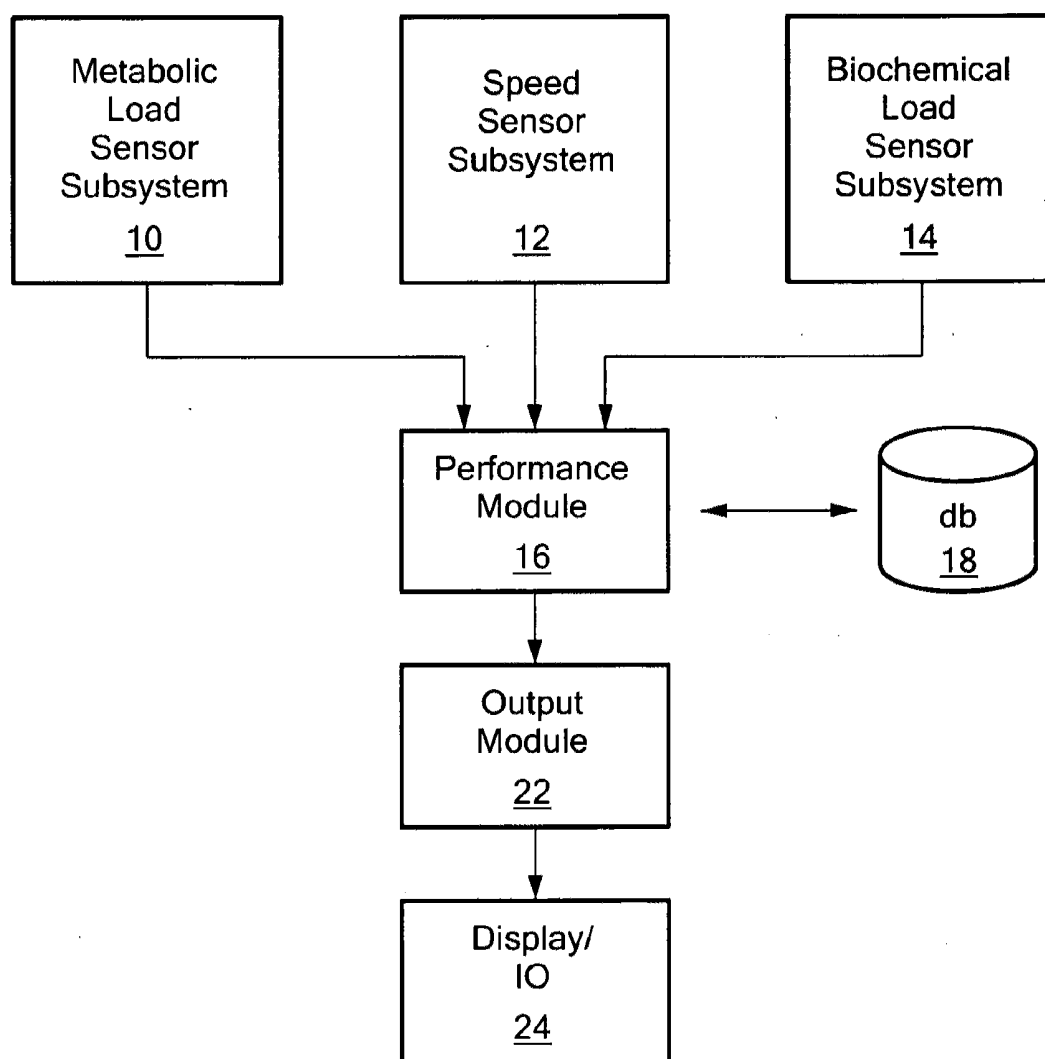 Metabolic
Load
Sensor
Subsystem
10
Speed
Sensor
Subsystem
12
Biochemical
Load
Sensor
Subsystem
14
Performance
Module
16
db
18
Output
Module
22
Display/
IO
24